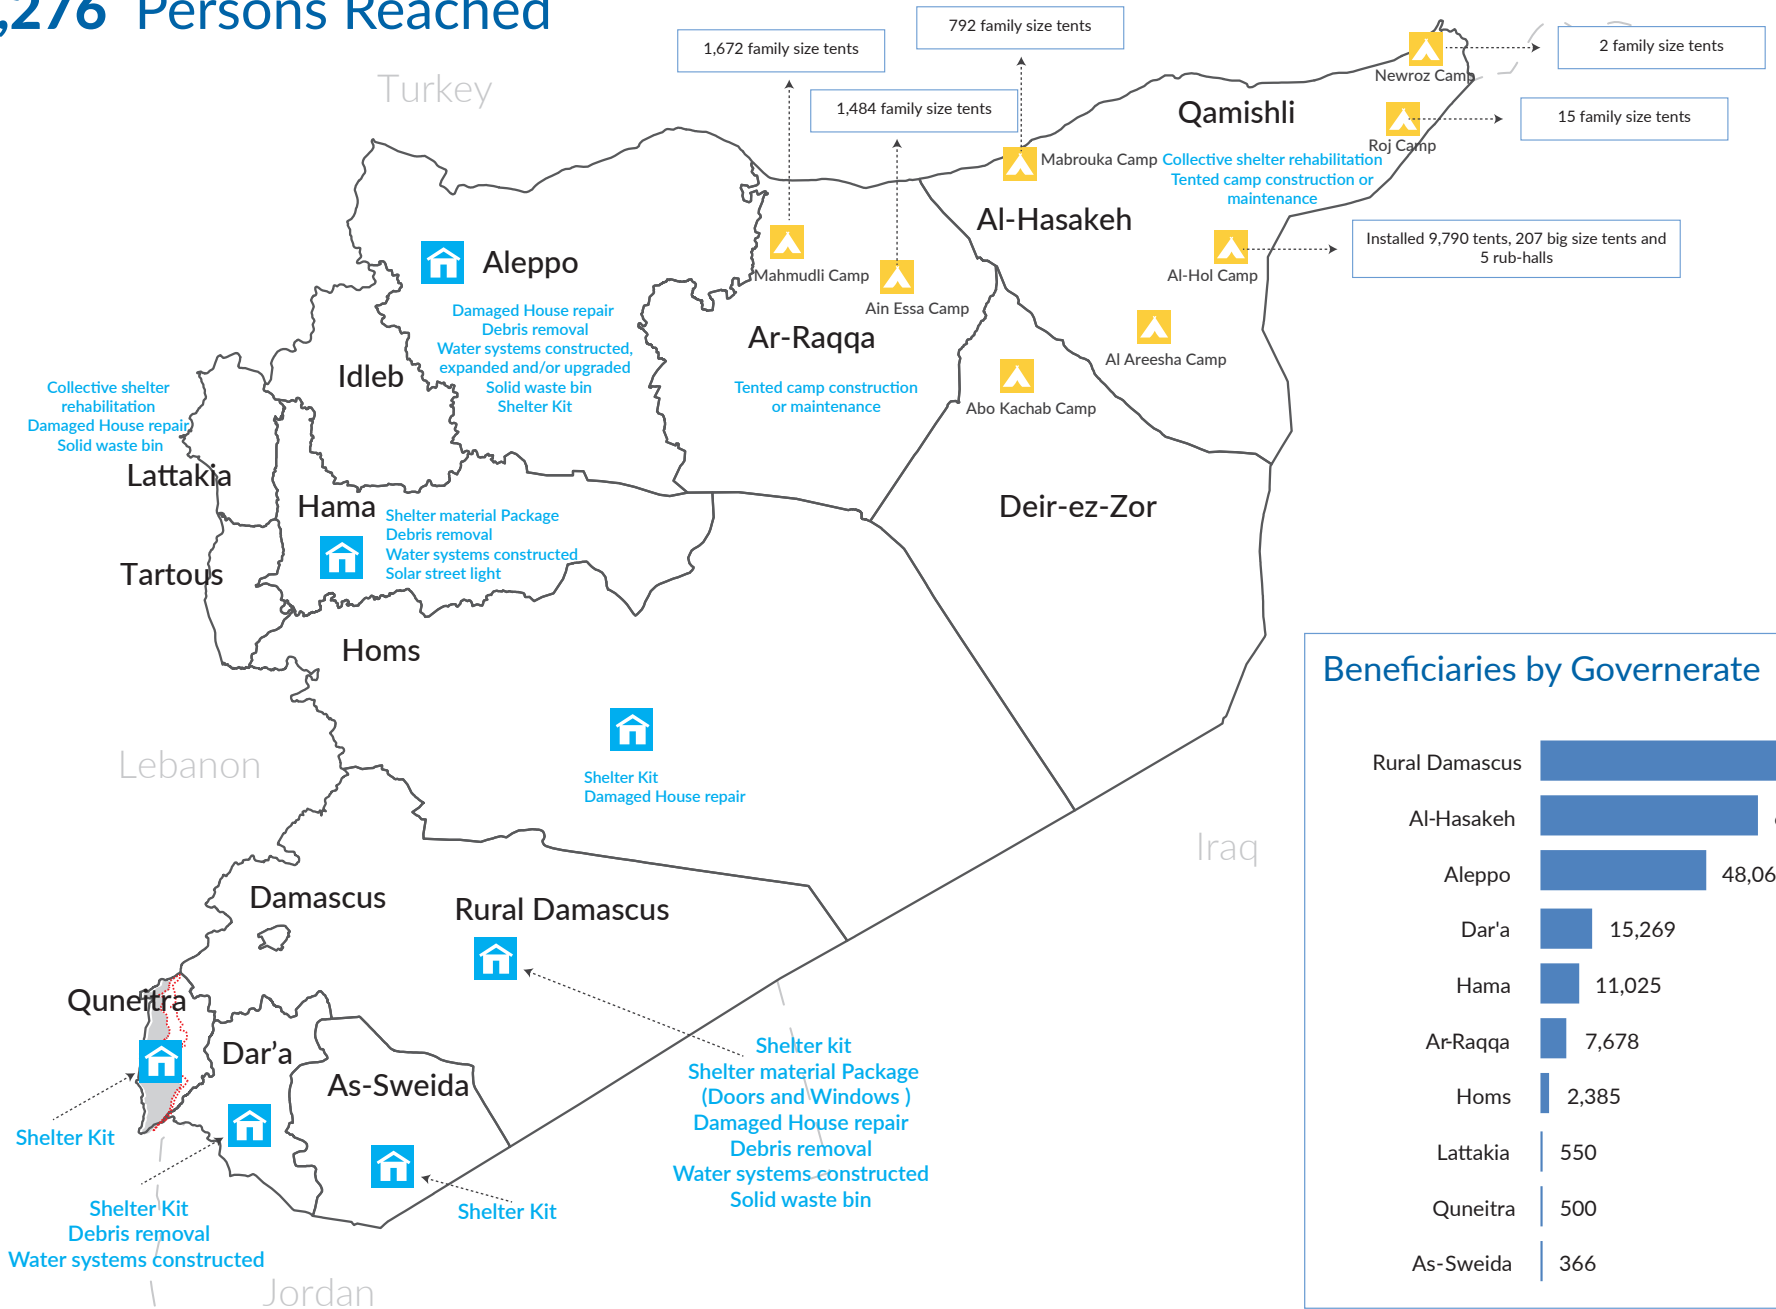 ,276 Persons Reached
792 family size tents
1,672 family size tents
2 family size tents
Turkey
Newroz Camp
1,484 family size tents
Qamishli
15 family size tents
Roj Camp
Mabrouka Camp
Collective shelter rehabilitation
Tented camp construction or
maintenance
Al-Hasakeh
Installed 9,790 tents, 207 big size tents and
5 rub-halls
Aleppo
Mahmudli Camp
Al-Hol Camp
Ain Essa Camp
Damaged House repair
Debris removal
Water systems constructed,
expanded and/or upgraded
Solid waste bin
Shelter Kit
Ar-Raqqa
Al Areesha Camp
Idleb
Tented camp construction
or maintenance
Abo Kachab Camp
Collective shelter
rehabilitation
Damaged House repair
Solid waste bin
Lattakia
Hama
Shelter material Package
Debris removal
Water systems constructed
Solar street light
Deir-ez-Zor
Tartous
Homs
Shelter Kit
Damaged House repair
Lebanon
Iraq
Damascus
Rural Damascus
Quneitra
Dar'a
As-Sweida
Shelter kit
Shelter material Package
(Doors and Windows )
Damaged House repair
Debris removal
Water systems constructed
Solid waste bin
Shelter Kit
Shelter Kit
Debris removal
Water systems constructed
Shelter Kit
Jordan
Beneficiaries by Governerate
Rural Damascus
Al-Hasakeh
Aleppo 48,06
Dar'a 15,269
Hama 11,025
Ar-Raqqa 7,678
Homs 2,385
Lattakia 550
Quneitra 500
As-Sweida 366